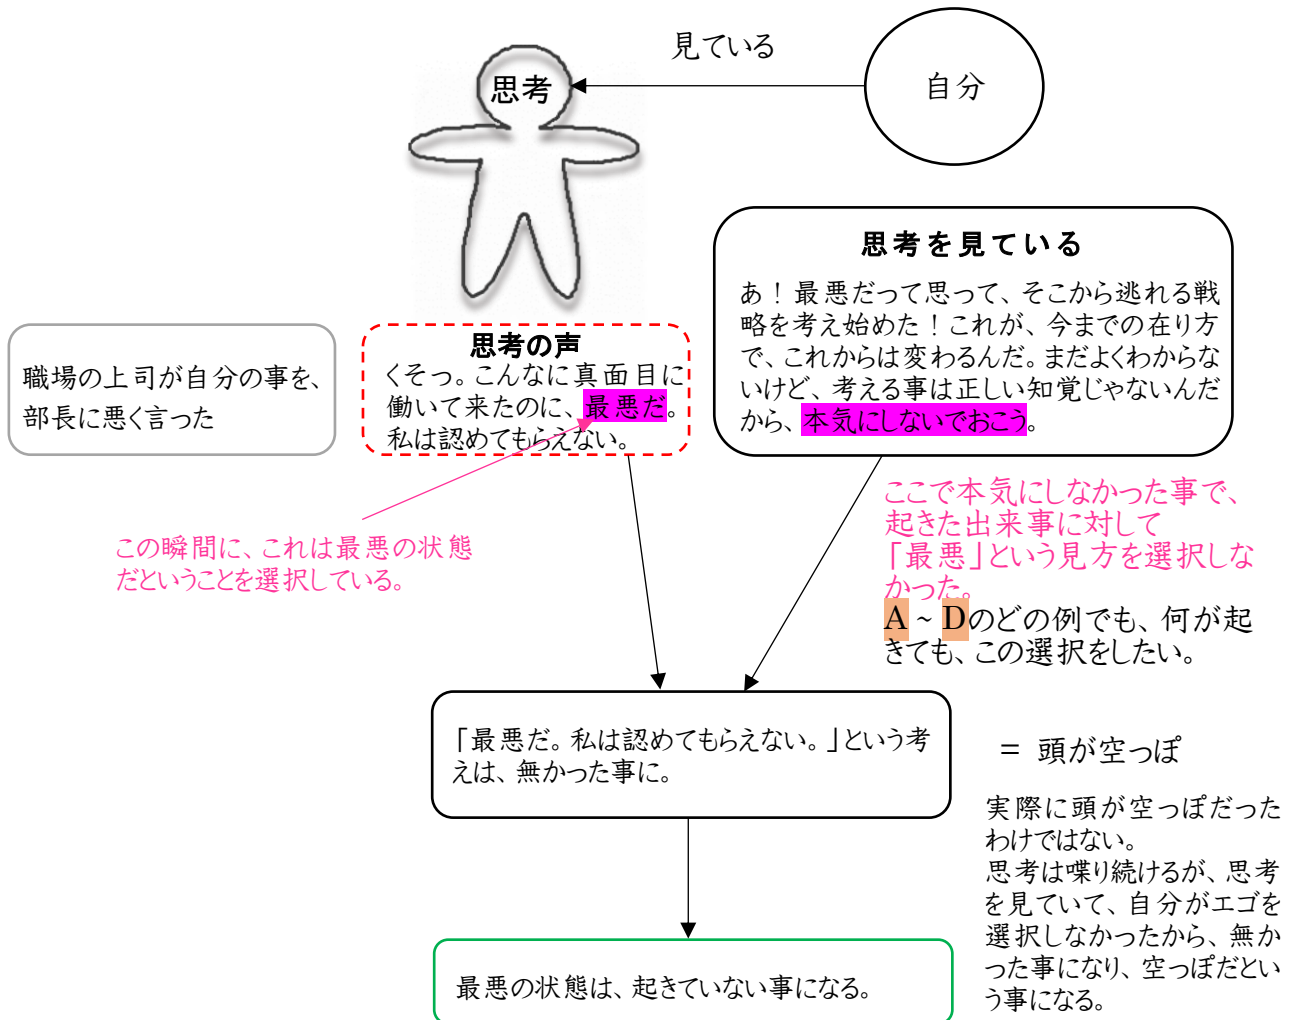 見ている
自分
思考
思考を見ている
あ！最悪だって思って、そこから逃れる戦
略を考え始めた！これが、今までの在り方
で、これからは変わるんだ。まだよくわからな
いけど、考える事は正しい知覚じゃないんだ
から、本気にしないでおこう。
職場の上司が自分の事を、
部長に悪く言った
思考の声
くそっ。こんなに真面目に
働いて来たのに、最悪だ。
私は認めてもらえない。
この瞬間に、これは最悪の状態
だということを選択している。
ここで本気にしなかった事で、
起きた出来事に対して
「最悪」という見方を選択しな
かった。
A ~ Dのどの例でも、何が起
きても、この選択をしたい。
「最悪だ。私は認めてもらえない。」という考
えは、無かった事に。
= 頭が空っぽ
実際に頭が空っぽだった
わけではない。
思考は喋り続けるが、思考
を見ていて、自分がエゴを
選択しなかったから、無か
った事になり、空っぽだとい
う事になる。
最悪の状態は、起きていない事になる。